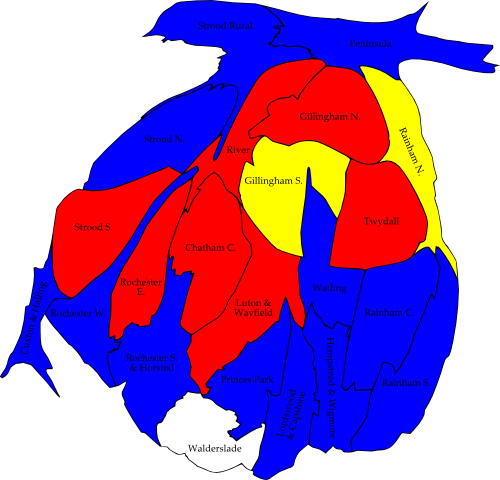 Strood Rural
Peninsula
Gillingham N.
Rainham N.
Strood N.
River
Gillingham S.
Twydall
Strood S.
Chatham C.
Rochester
E.
Watling
Luton &
Wayfield
Cuxton & Halling
Rochester W.
Rainham C.
Rochester S.
& Horsted
Princes Park
Hempstead & Wigmore
Rainham S.
Lordswood
& Capstone
Walderslade